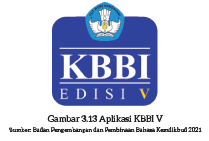 KBBI
EDISI V
Gambar 3.13 Aplikasi KBBI V
Sumber: Badan Pengembangan dan Pembinaan Bahasa Kemdikbud 2021